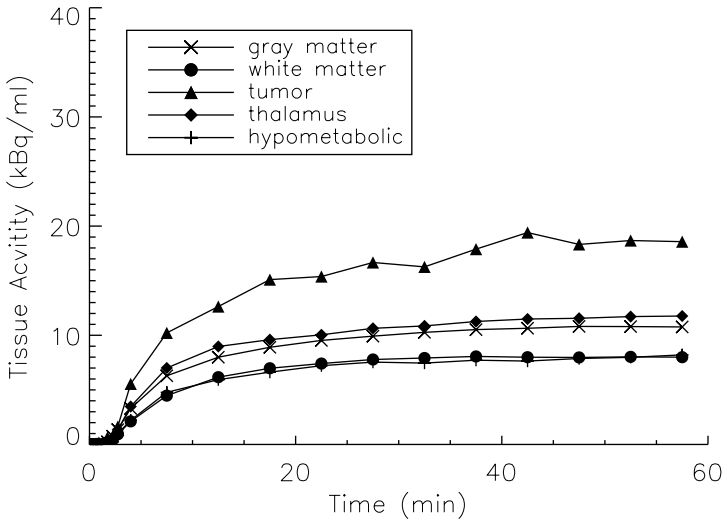 40
30
20
10
0
Tissue Acvitity (kBq/ml)
gray matter
white matter
tumor
thalamus
hypometabolic
0 20 40 60
Time (min)